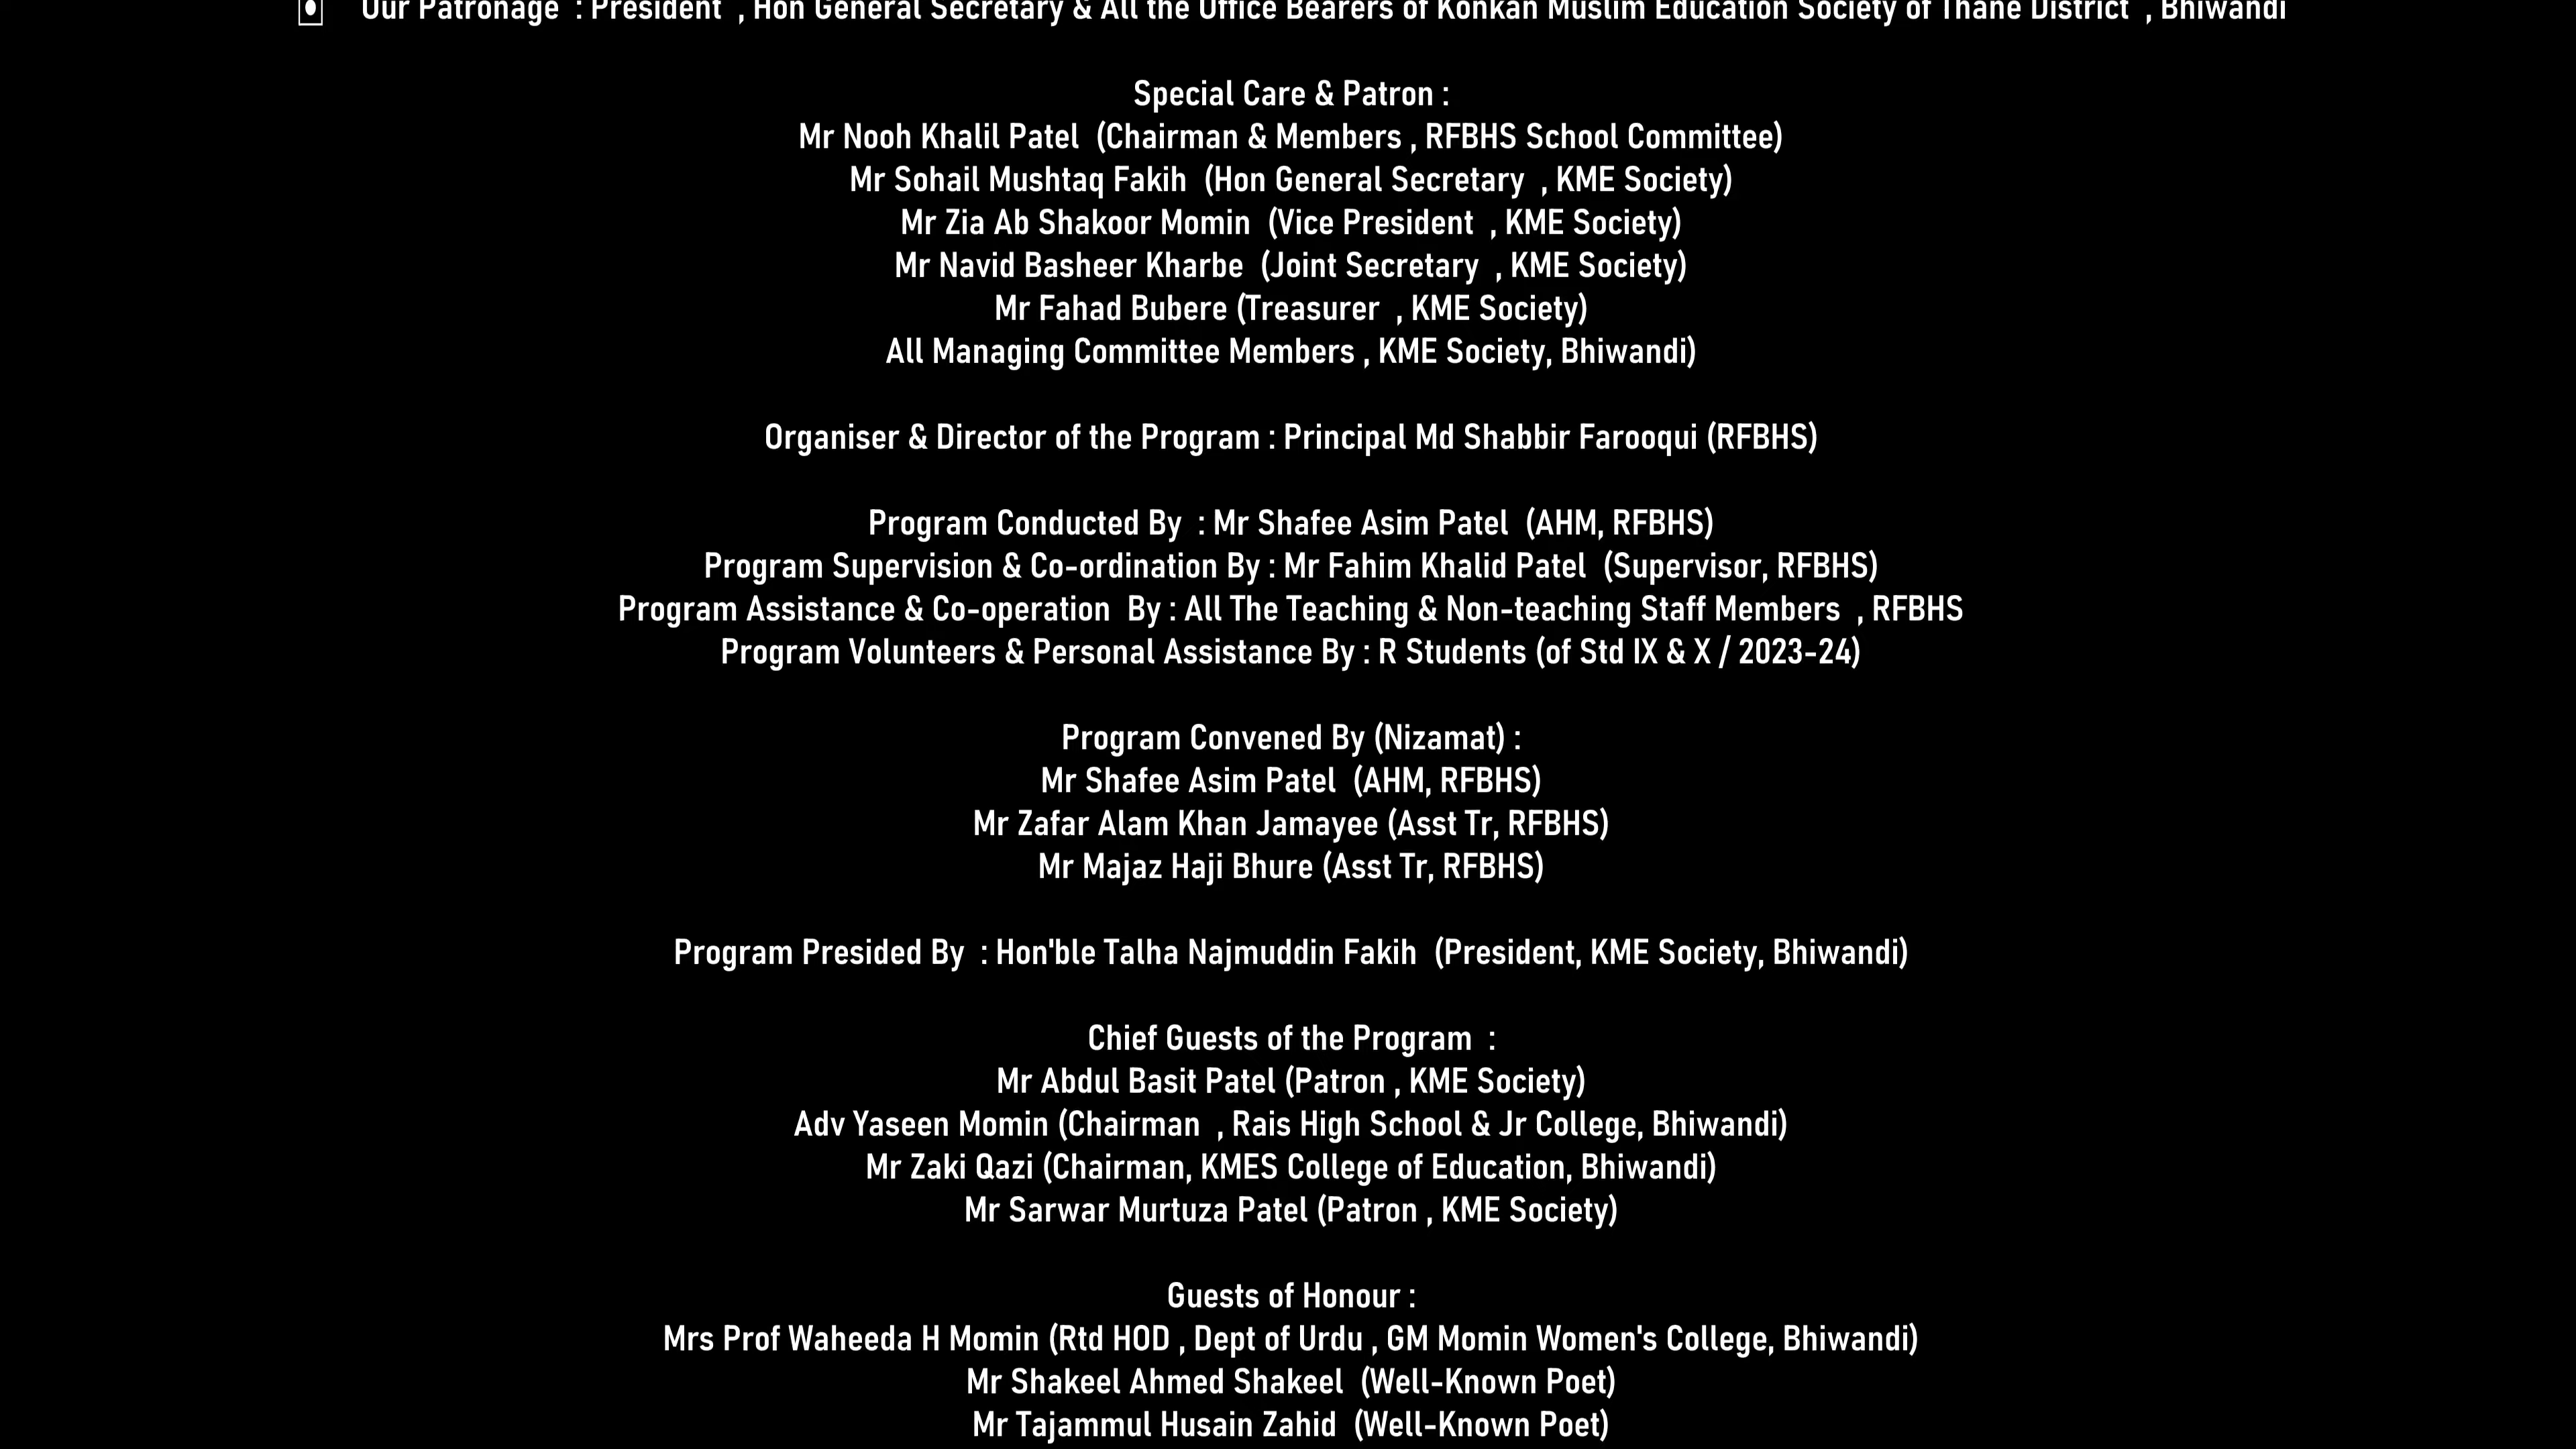 Our Patronage : President , Hon General Secretary & All the Office Bearers of Konkan Muslim Education Society of Thane District , Bhiwandi
Special Care & Patron :
Mr Nooh Khalil Patel (Chairman & Members , RFBHS School Committee)
Mr Sohail Mushtaq Fakih (Hon General Secretary , KME Society)
Mr Zia Ab Shakoor Momin (Vice President , KME Society)
Mr Navid Basheer Kharbe (Joint Secretary , KME Society)
Mr Fahad Bubere (Treasurer , KME Society)
All Managing Committee Members , KME Society, Bhiwandi)
Organiser & Director of the Program : Principal Md Shabbir Farooqui (RFBHS)
Program Conducted By : Mr Shafee Asim Patel (AHM, RFBHS)
Program Supervision & Co-ordination By : Mr Fahim Khalid Patel (Supervisor, RFBHS)
Program Assistance & Co-operation By : All The Teaching & Non-teaching Staff Members , RFBHS
Program Volunteers & Personal Assistance By : R Students (of Std IX & X / 2023-24)
Program Convened By (Nizamat) :
Mr Shafee Asim Patel (AHM, RFBHS)
Mr Zafar Alam Khan Jamayee (Asst Tr, RFBHS)
Mr Majaz Haji Bhure (Asst Tr, RFBHS)
Program Presided By : Hon'ble Talha Najmuddin Fakih (President, KME Society, Bhiwandi)
Chief Guests of the Program :
Mr Abdul Basit Patel (Patron , KME Society)
Adv Yaseen Momin (Chairman , Rais High School & Jr College, Bhiwandi)
Mr Zaki Qazi (Chairman, KMES College of Education, Bhiwandi)
Mr Sarwar Murtuza Patel (Patron , KME Society)
Guests of Honour :
Mrs Prof Waheeda H Momin (Rtd HOD , Dept of Urdu , GM Momin Women's College, Bhiwandi)
Mr Shakeel Ahmed Shakeel (Well-Known Poet)
Mr Tajammul Husain Zahid (Well-Known Poet)